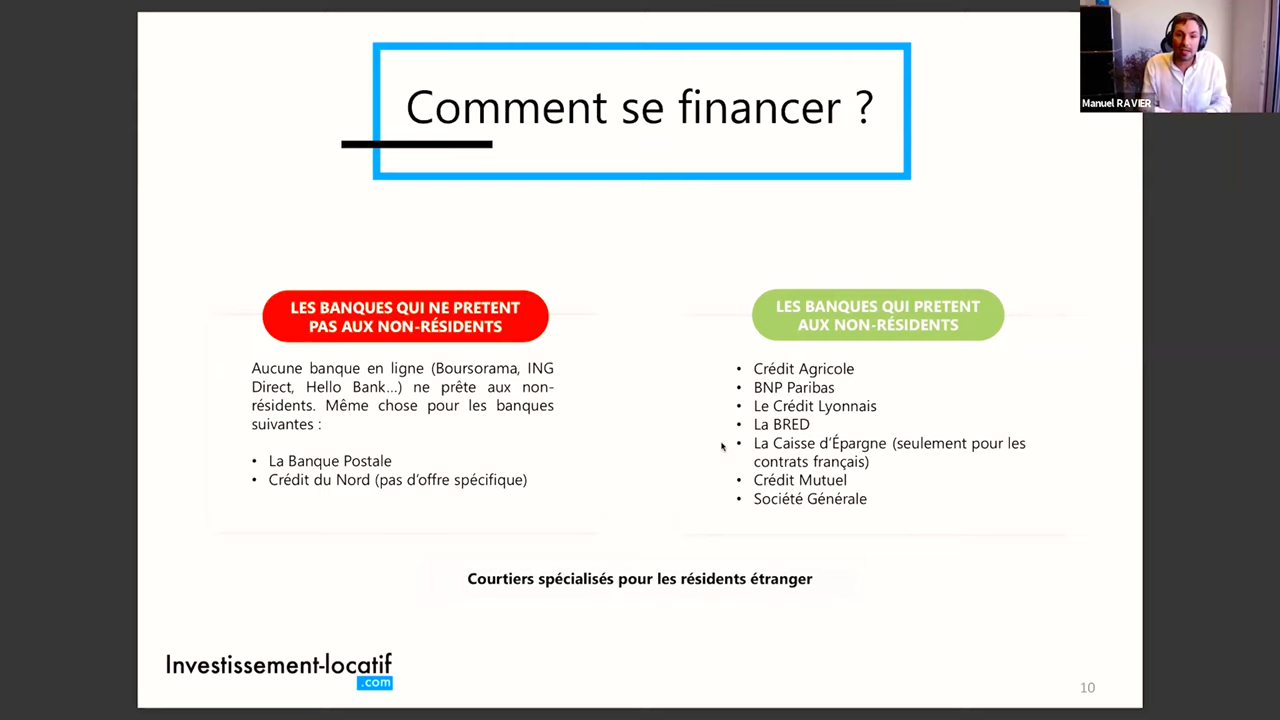 Comment se financer ?
Manuel RAVIER
LES BANQUES QUI NE PRETENT
PAS AUX NON-RÉSIDENTS
Aucune banque en ligne (Boursorama, ING
Direct, Hello Bank...) ne prête aux non-
résidents. Même chose pour les banques
suivantes :
• La Banque Postale
• Crédit du Nord (pas d'offre spécifique)
LES BANQUES QUI PRETENT
AUX NON-RÉSIDENTS
• Crédit Agricole
• BNP Paribas
• Le Crédit Lyonnais
• La BRED
• La Caisse d'Épargne (seulement pour les
contrats français)
• Crédit Mutuel
• Société Générale
Courtiers spécialisés pour les résidents étranger
Investissement-locatif
.com
10